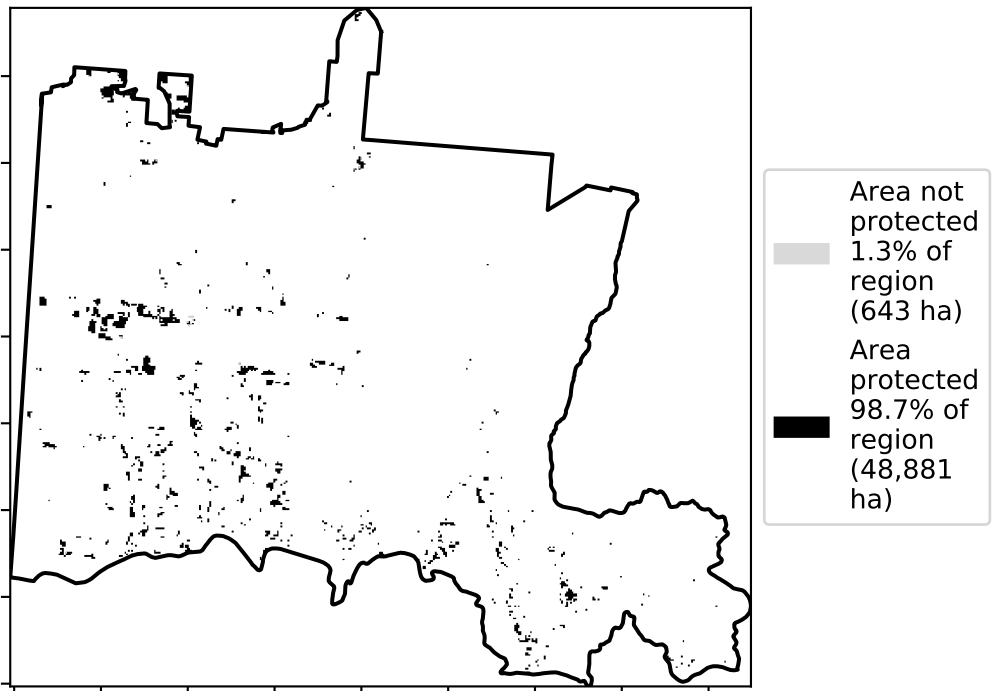 Area not
protected
1.3% of
region
(643 ha)
Area
protected
98.7% of
region
(48,881
ha)